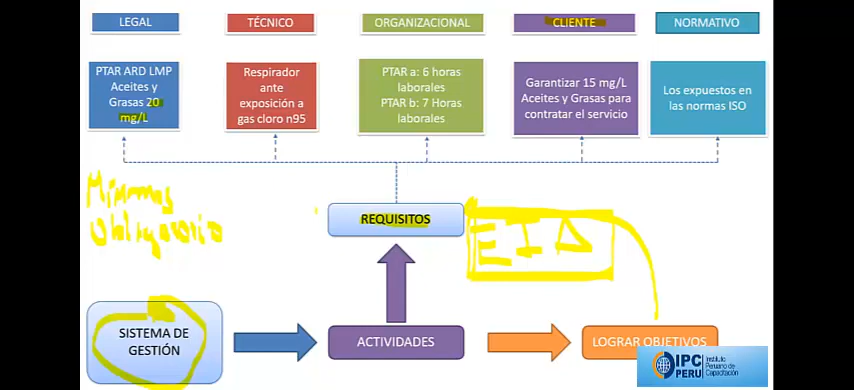 LEGAL
TÉCNICO
ORGANIZACIONAL
CLIENTE
NORMATIVO
PTAR ARD LMP
Aceites y
Grasas 20
mg/L
Respirador
ante
exposición a
gas cloro n95
PTAR a: 6 horas
laborales
PTAR b: 7 Horas
laborales
Garantizar 15 mg/L
Aceites y Grasas para
contratar el servicio
Los expuestos en
las normas ISO
Obligatorio
REQUISITOS
SISTEMA DE
GESTIÓN
ACTIVIDADES
LOGRAR OBJETIVOS
IPC
PERU
Instituto
Peruano de
Capacitación